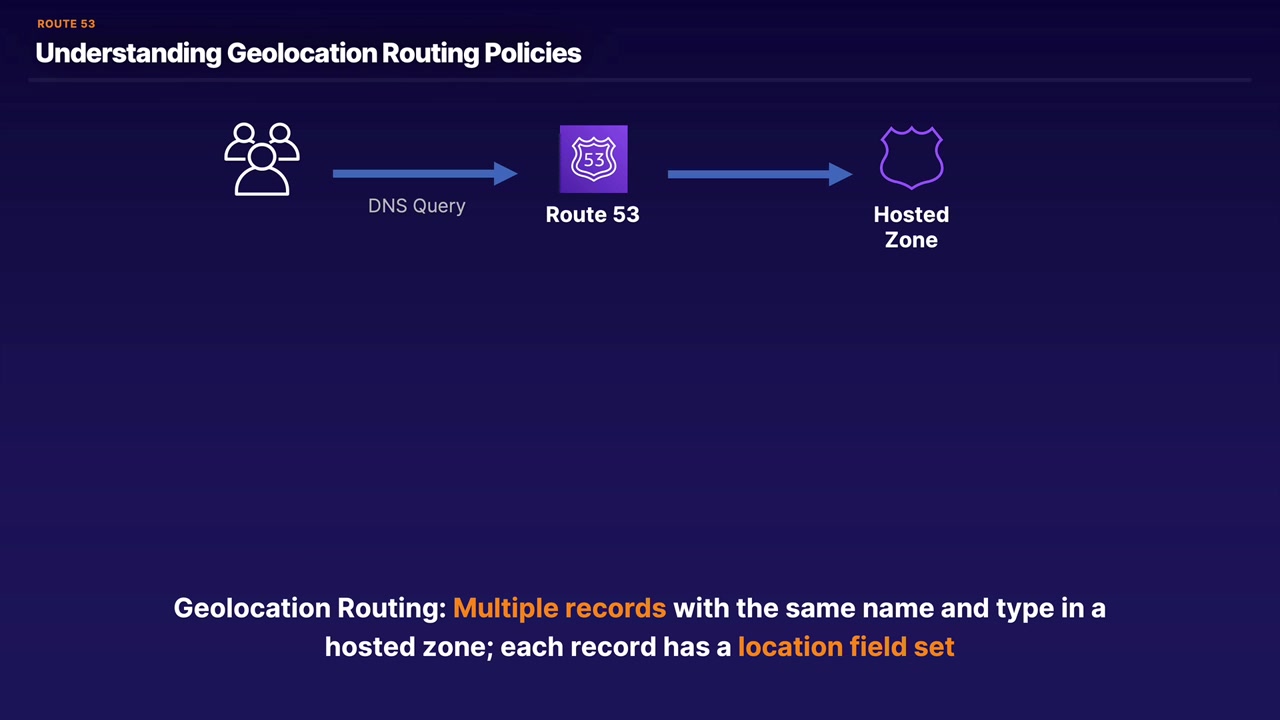 ROUTE 53
Understanding Geolocation Routing Policies
DNS Query
53
Route 53
Hosted
Zone
Geolocation Routing: Multiple records with the same name and type in a
hosted zone; each record has a location field set